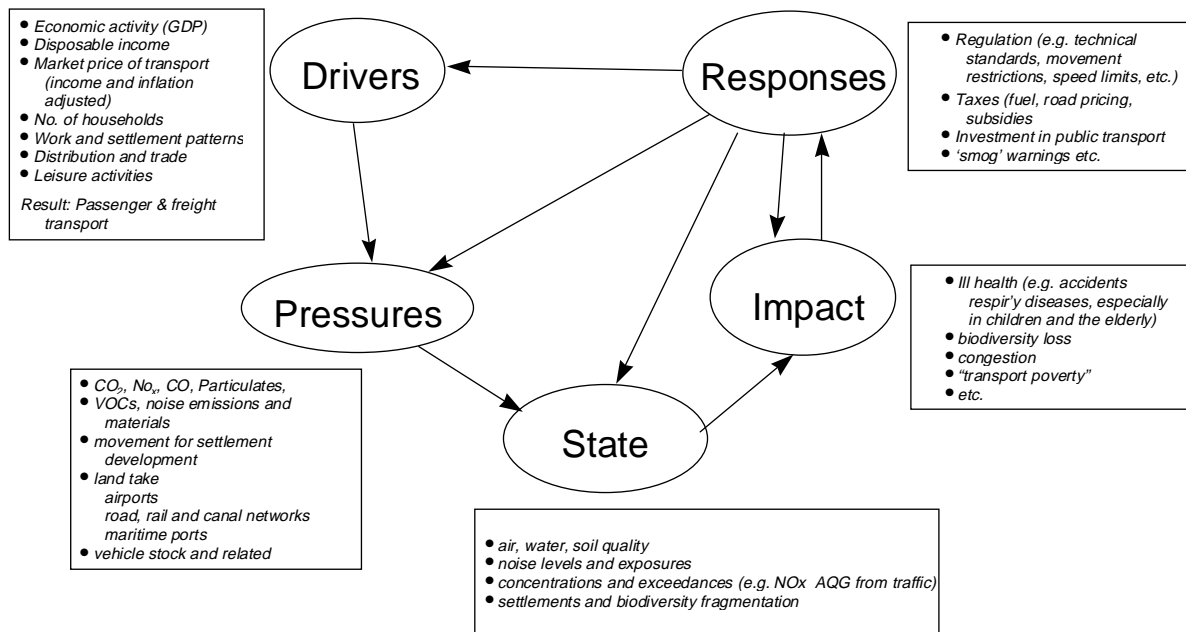 • Economic activity (GDP)
• Disposable income
• Market price of transport
(income and inflation
adjusted)
• No. of households
• Work and settlement patterns
• Distribution and trade
• Leisure activities
Result: Passenger & freight
transport
Drivers
Responses
• Regulation (e.g. technical
standards, movement
restrictions, speed limits, etc.)
• Taxes (fuel, road pricing,
subsidies
• Investment in public transport
• ‘smog’ warnings etc.
Pressures
Impact
• Ill health (e.g. accidents
respir’y diseases, especially
in children and the elderly)
• biodiversity loss
• congestion
• “transport poverty”
• etc.
• CO₂, Noₓ, CO, Particulates,
• VOCs, noise emissions and
materials
• movement for settlement
development
• land take
airports
road, rail and canal networks
maritime ports
• vehicle stock and related
State
• air, water, soil quality
• noise levels and exposures
• concentrations and exceedances (e.g. NOx AQG from traffic)
• settlements and biodiversity fragmentation